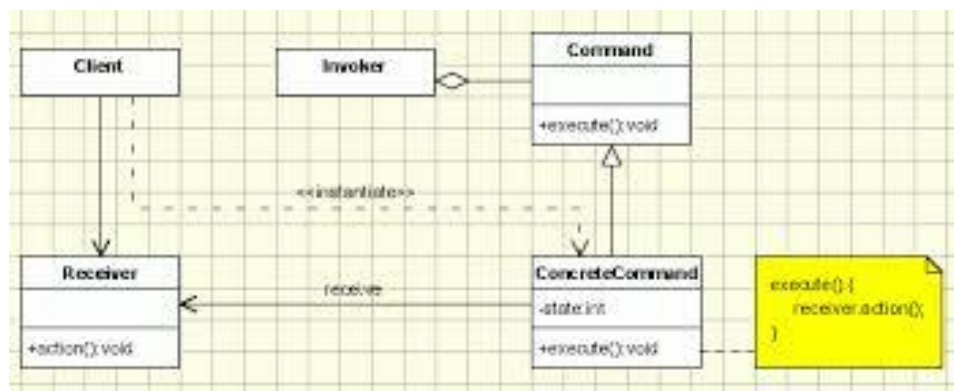 Client
Invoker
Command
+execute():void
<<instantiate>>
Receiver
+action():void
receive
ConcreteCommand
-state:int
+execute():void
execute() {
receiver.action();
}